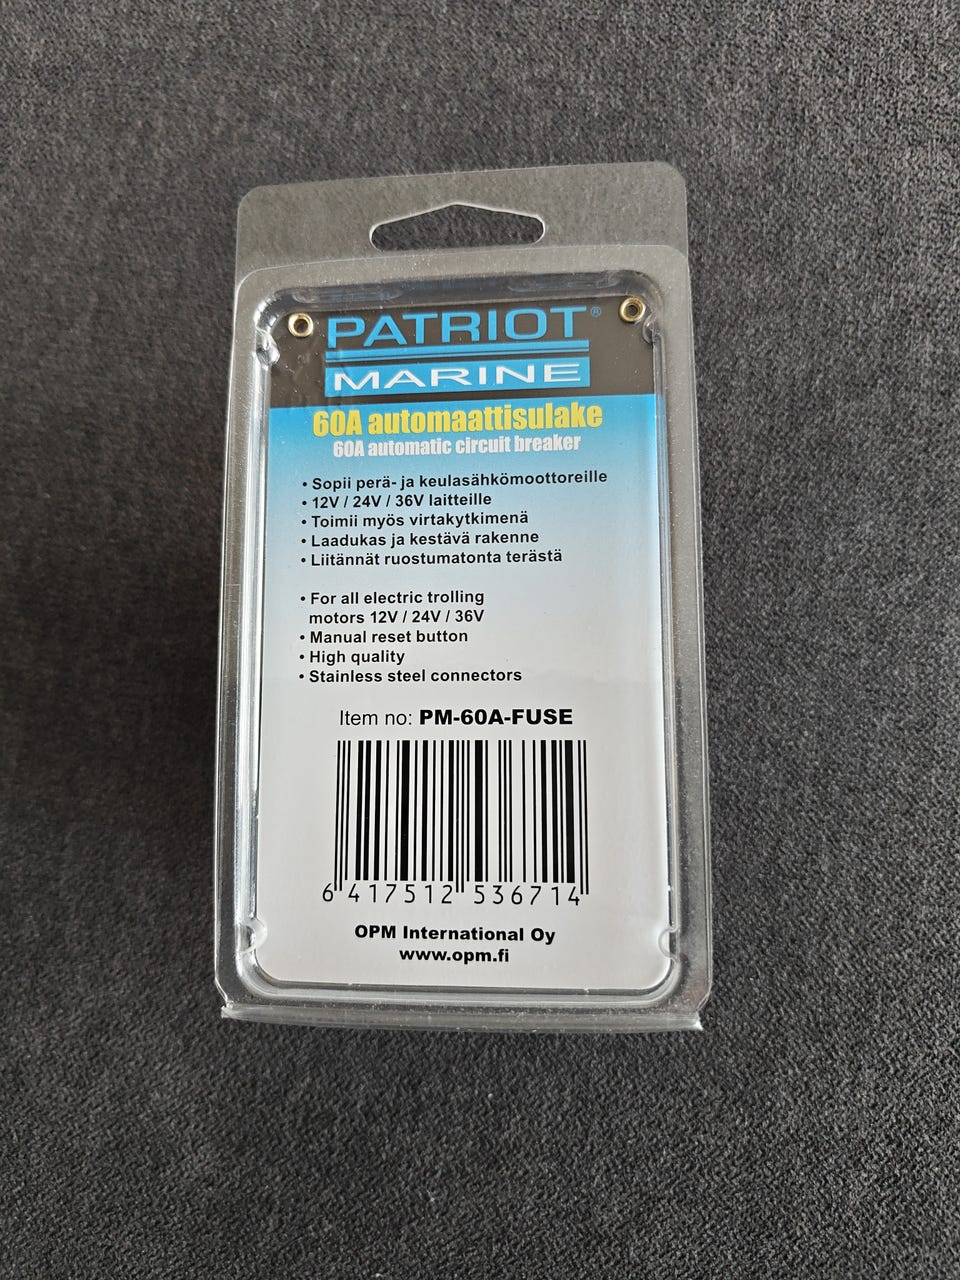 PATRIOT®
MARINE
60A automaattisulake
60A automatic circuit breaker
• Sopii perä- ja keulasähkömoottoreille
• 12V / 24V / 36V laitteille
• Toimii myös virtakytkimenä
• Laadukas ja kestävä rakenne
• Liitännät ruostumatonta terästä
• For all electric trolling
motors 12V / 24V / 36V
• Manual reset button
• High quality
• Stainless steel connectors
Item no: PM-60A-FUSE
6 417512 536714
OPM International Oy
www.opm.fi